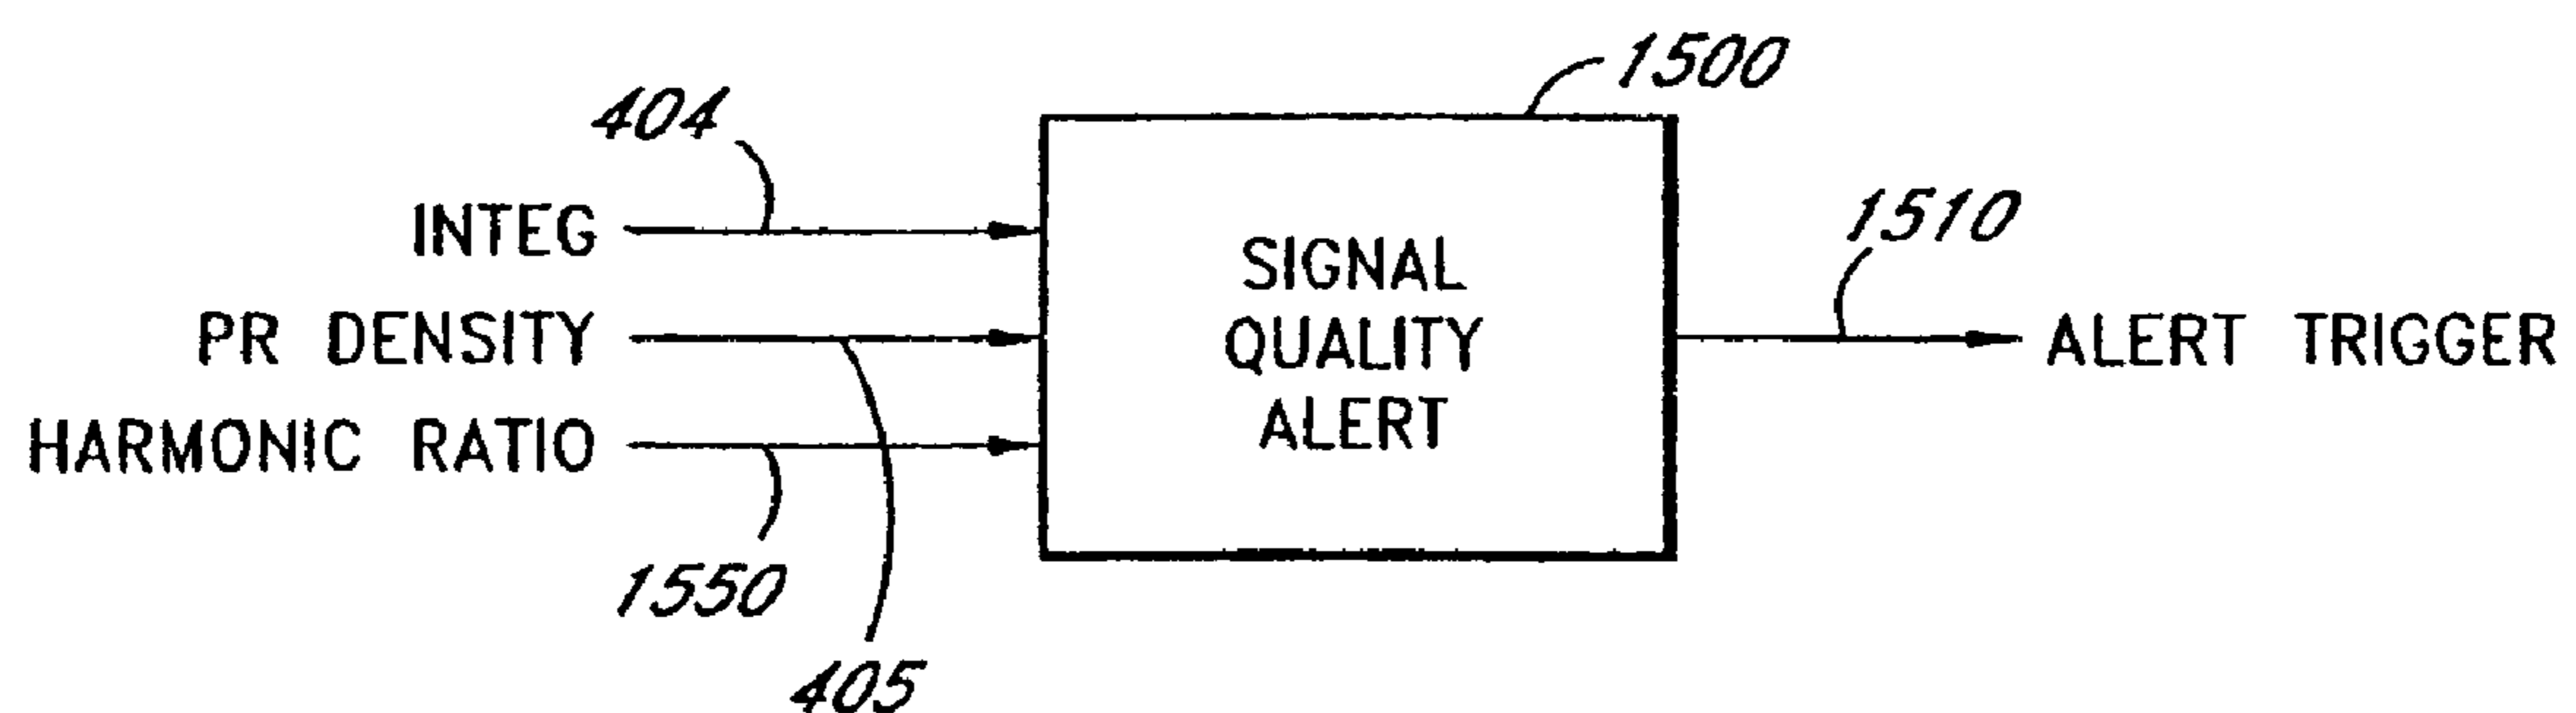 1500
404
1510
INTEG
SIGNAL
PR DENSITY
QUALITY
ALERT TRIGGER
ALERT
HARMONIC RATIO
1550
405